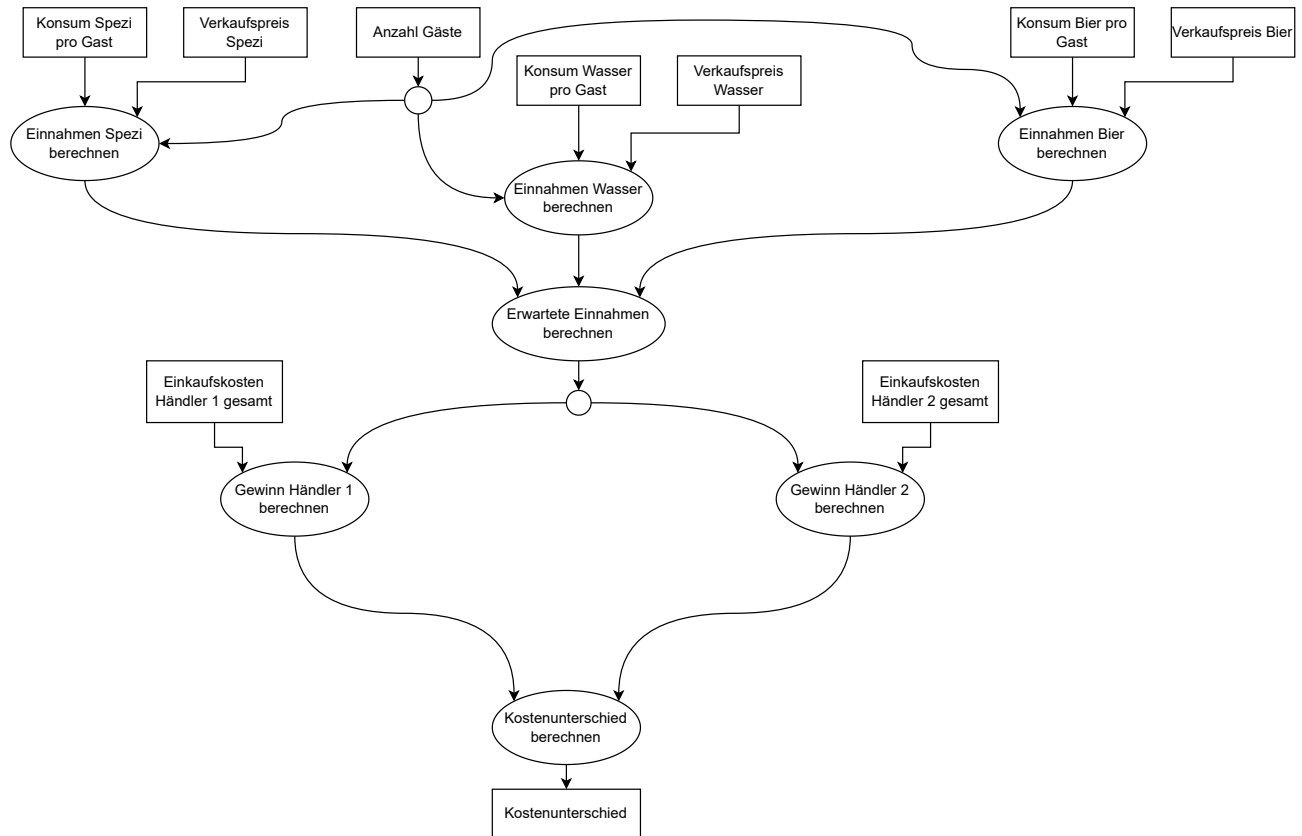 Konsum Spezi
pro Gast
Verkaufspreis
Spezi
Anzahl Gäste
Konsum Bier pro
Gast
Verkaufspreis Bier
Konsum Wasser
pro Gast
Verkaufspreis
Wasser
Einnahmen Spezi
berechnen
Einnahmen Bier
berechnen
Einnahmen Wasser
berechnen
Erwartete Einnahmen
berechnen
Einkaufskosten
Händler 1 gesamt
Einkaufskosten
Händler 2 gesamt
Gewinn Händler 1
berechnen
Gewinn Händler 2
berechnen
Kostenunterschied
berechnen
Kostenunterschied